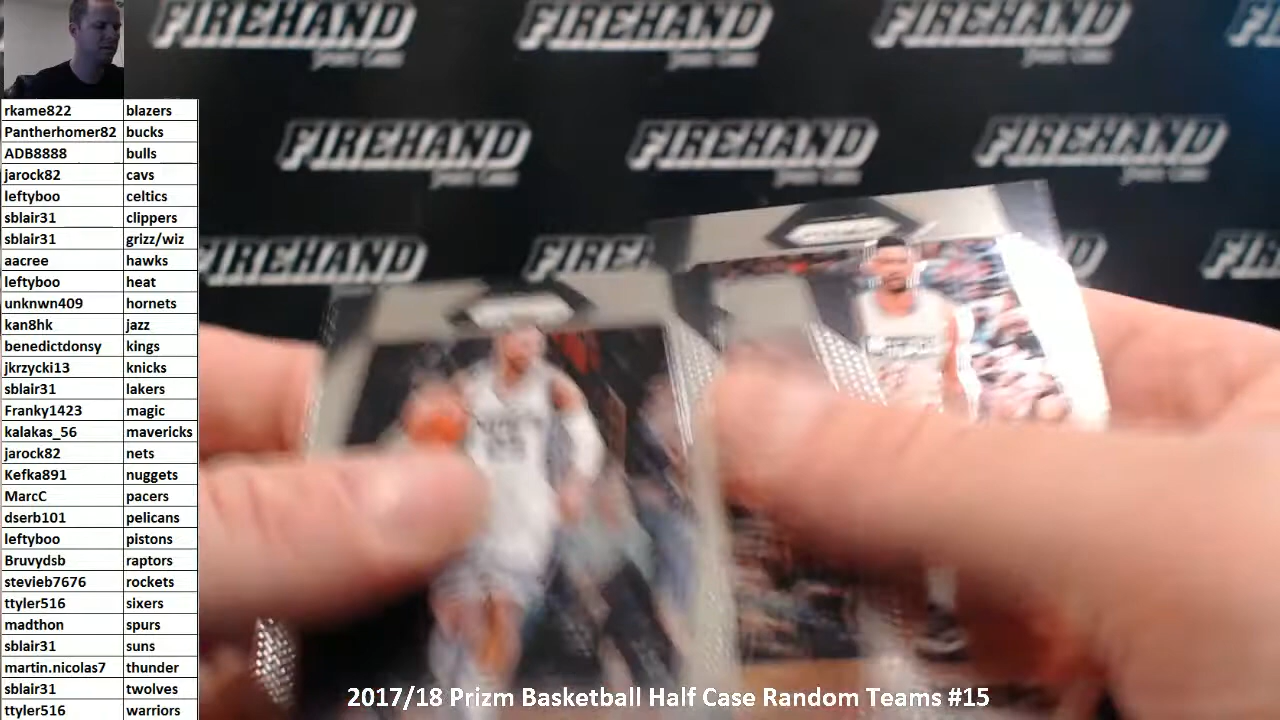 FIREHAND FIREHAND FIREHAND
FIREHAND FIREHAND FIREHAND
FIREHAND FIREHAND
rkame822 blazers
Pantherhomer82 bucks
ADB8888 bulls
jarock82 cavs
leftyboo celtics
sblair31 clippers
sblair31 grizz/wiz
aacree hawks
leftyboo heat
unknwn409 hornets
kan8hk jazz
benedictdonsy kings
jkrzycki13 knicks
sblair31 lakers
Franky1423 magic
kalakas_56 mavericks
jarock82 nets
Kefka891 nuggets
MarcC pacers
dserb101 pelicans
leftyboo pistons
Bruvydsb raptors
stevieb7676 rockets
ttyler516 sixers
madthon spurs
sblair31 suns
martin.nicolas7 thunder
sblair31 twolves
ttyler516 warriors
2017/18 Prizm Basketball Half Case Random Teams #15